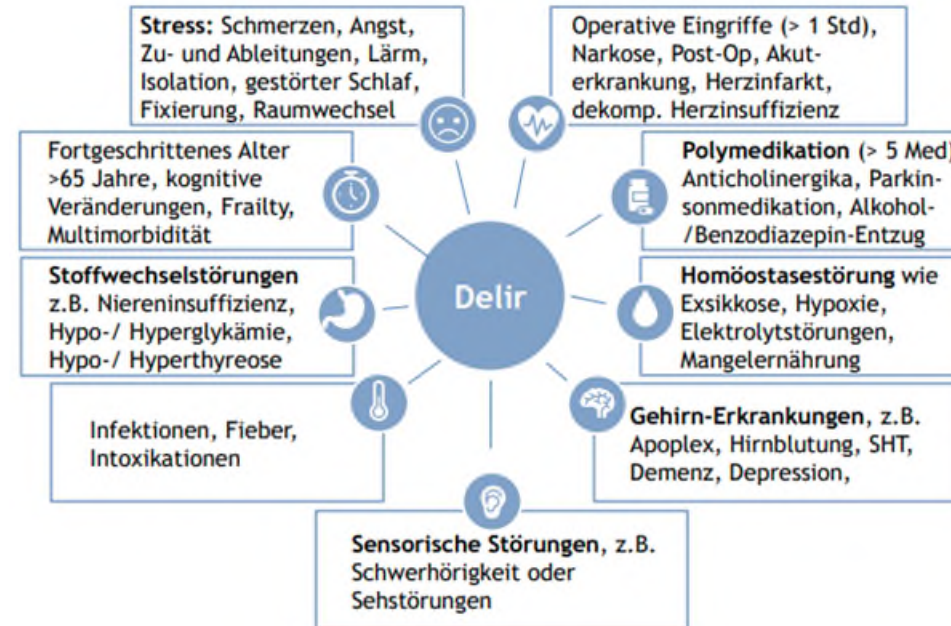 Stress: Schmerzen, Angst,
Zu- und Ableitungen, Lärm,
Isolation, gestörter Schlaf,
Fixierung, Raumwechsel
Operative Eingriffe (> 1 Std),
Narkose, Post-Op, Akut-
erkrankung, Herzinfarkt,
dekomp. Herzinsuffizienz
Fortgeschrittenes Alter
>65 Jahre, kognitive
Veränderungen, Frailty,
Multimorbidität
Polymedikation (> 5 Med)
Anticholinergika, Parkin-
sonmedikation, Alkohol-
/Benzodiazepin-Entzug
Delir
Stoffwechselstörungen
z.B. Niereninsuffizienz,
Hypo-/ Hyperglykämie,
Hypo-/ Hyperthyreose
Homöostasestörung wie
Exsikkose, Hypoxie,
Elektrolytstörungen,
Mangelernährung
Infektionen, Fieber,
Intoxikationen
Gehirn-Erkrankungen, z.B.
Apoplex, Hirnblutung, SHT,
Demenz, Depression,
Sensorische Störungen, z.B.
Schwerhörigkeit oder
Sehstörungen